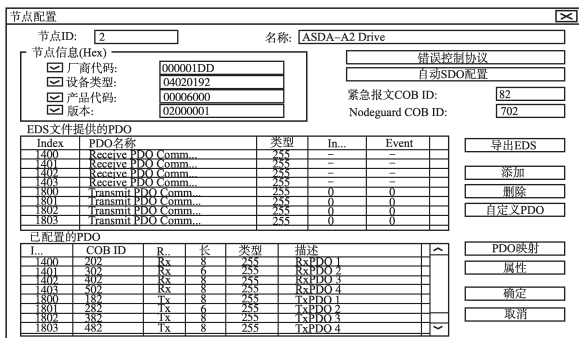 节点配置
节点ID: 2 名称: ASDA-A2 Drive
节点信息(Hex)
厂商代码: 000001DD
设备类型: 04020192
产品代码: 00006000
版本: 02000001
错误控制协议
自动SDO配置
紧急报文COB ID: 82
Nodeguard COB ID: 702
EDS文件提供的PDO
Index PDO名称 类型 In... Event
1400 Receive PDO Comm... 255 – –
1401 Receive PDO Comm... 255 – –
1402 Receive PDO Comm... 255 – –
1403 Receive PDO Comm... 255 – –
1800 Transmit PDO Comm... 255 0 0
1801 Transmit PDO Comm... 255 0 0
1802 Transmit PDO Comm... 255 0 0
1803 Transmit PDO Comm... 255 0 0
导出EDS
添加
删除
自定义PDO
已配置的PDO
I... COB ID R.. 长 类型 描述
1400 202 Rx 8 255 RxPDO 1
1401 302 Rx 6 255 RxPDO 2
1402 402 Rx 8 255 RxPDO 3
1403 502 Rx 8 255 RxPDO 4
1800 182 Tx 8 255 TxPDO 1
1801 282 Tx 6 255 TxPDO 2
1802 382 Tx 8 255 TxPDO 3
1803 482 Tx 8 255 TxPDO 4
PDO映射
属性
确定
取消